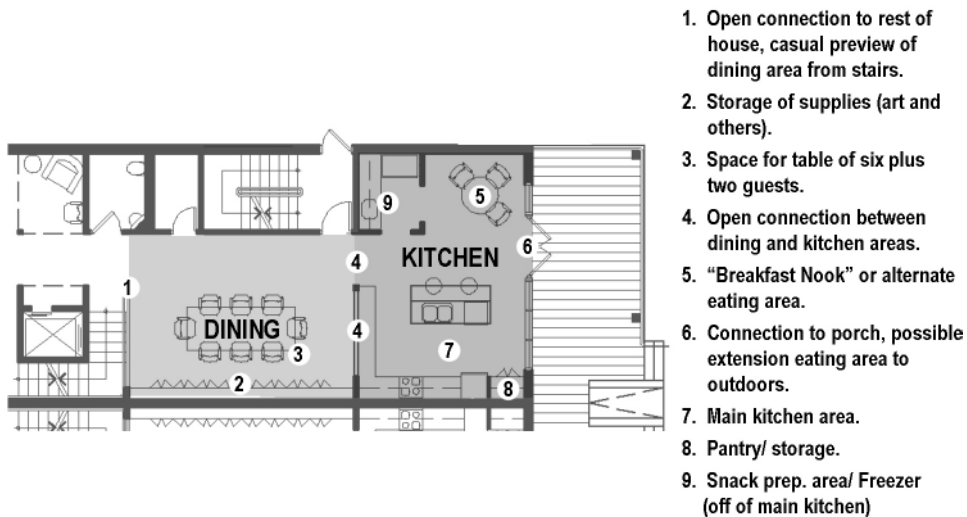 1. Open connection to rest of
house, casual preview of
dining area from stairs.
2. Storage of supplies (art and
others).
3. Space for table of six plus
two guests.
4. Open connection between
dining and kitchen areas.
5. “Breakfast Nook” or alternate
eating area.
6. Connection to porch, possible
extension eating area to
outdoors.
7. Main kitchen area.
8. Pantry/ storage.
9. Snack prep. area/ Freezer
(off of main kitchen)
9
5
6
KITCHEN
4
1
DINING
4
3
7
2
8